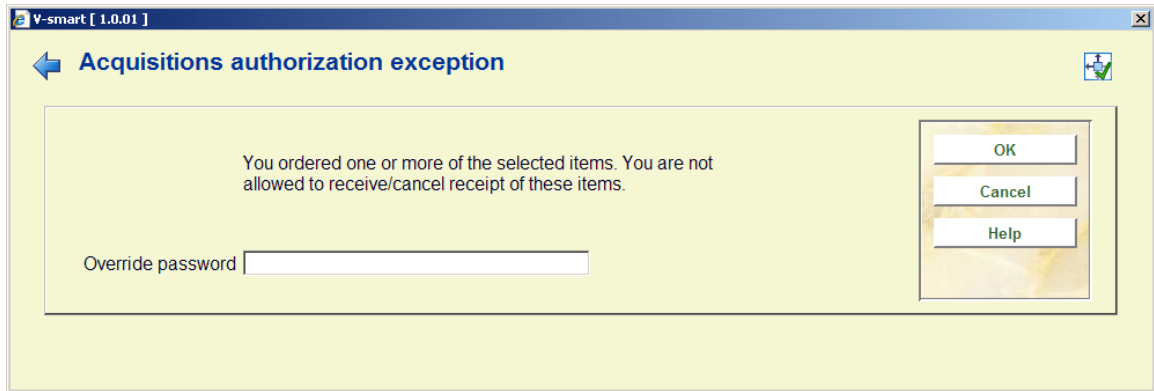 V-smart [ 1.0.01 ]
Acquisitions authorization exception
You ordered one or more of the selected items. You are not
allowed to receive/cancel receipt of these items.
Override password
OK
Cancel
Help